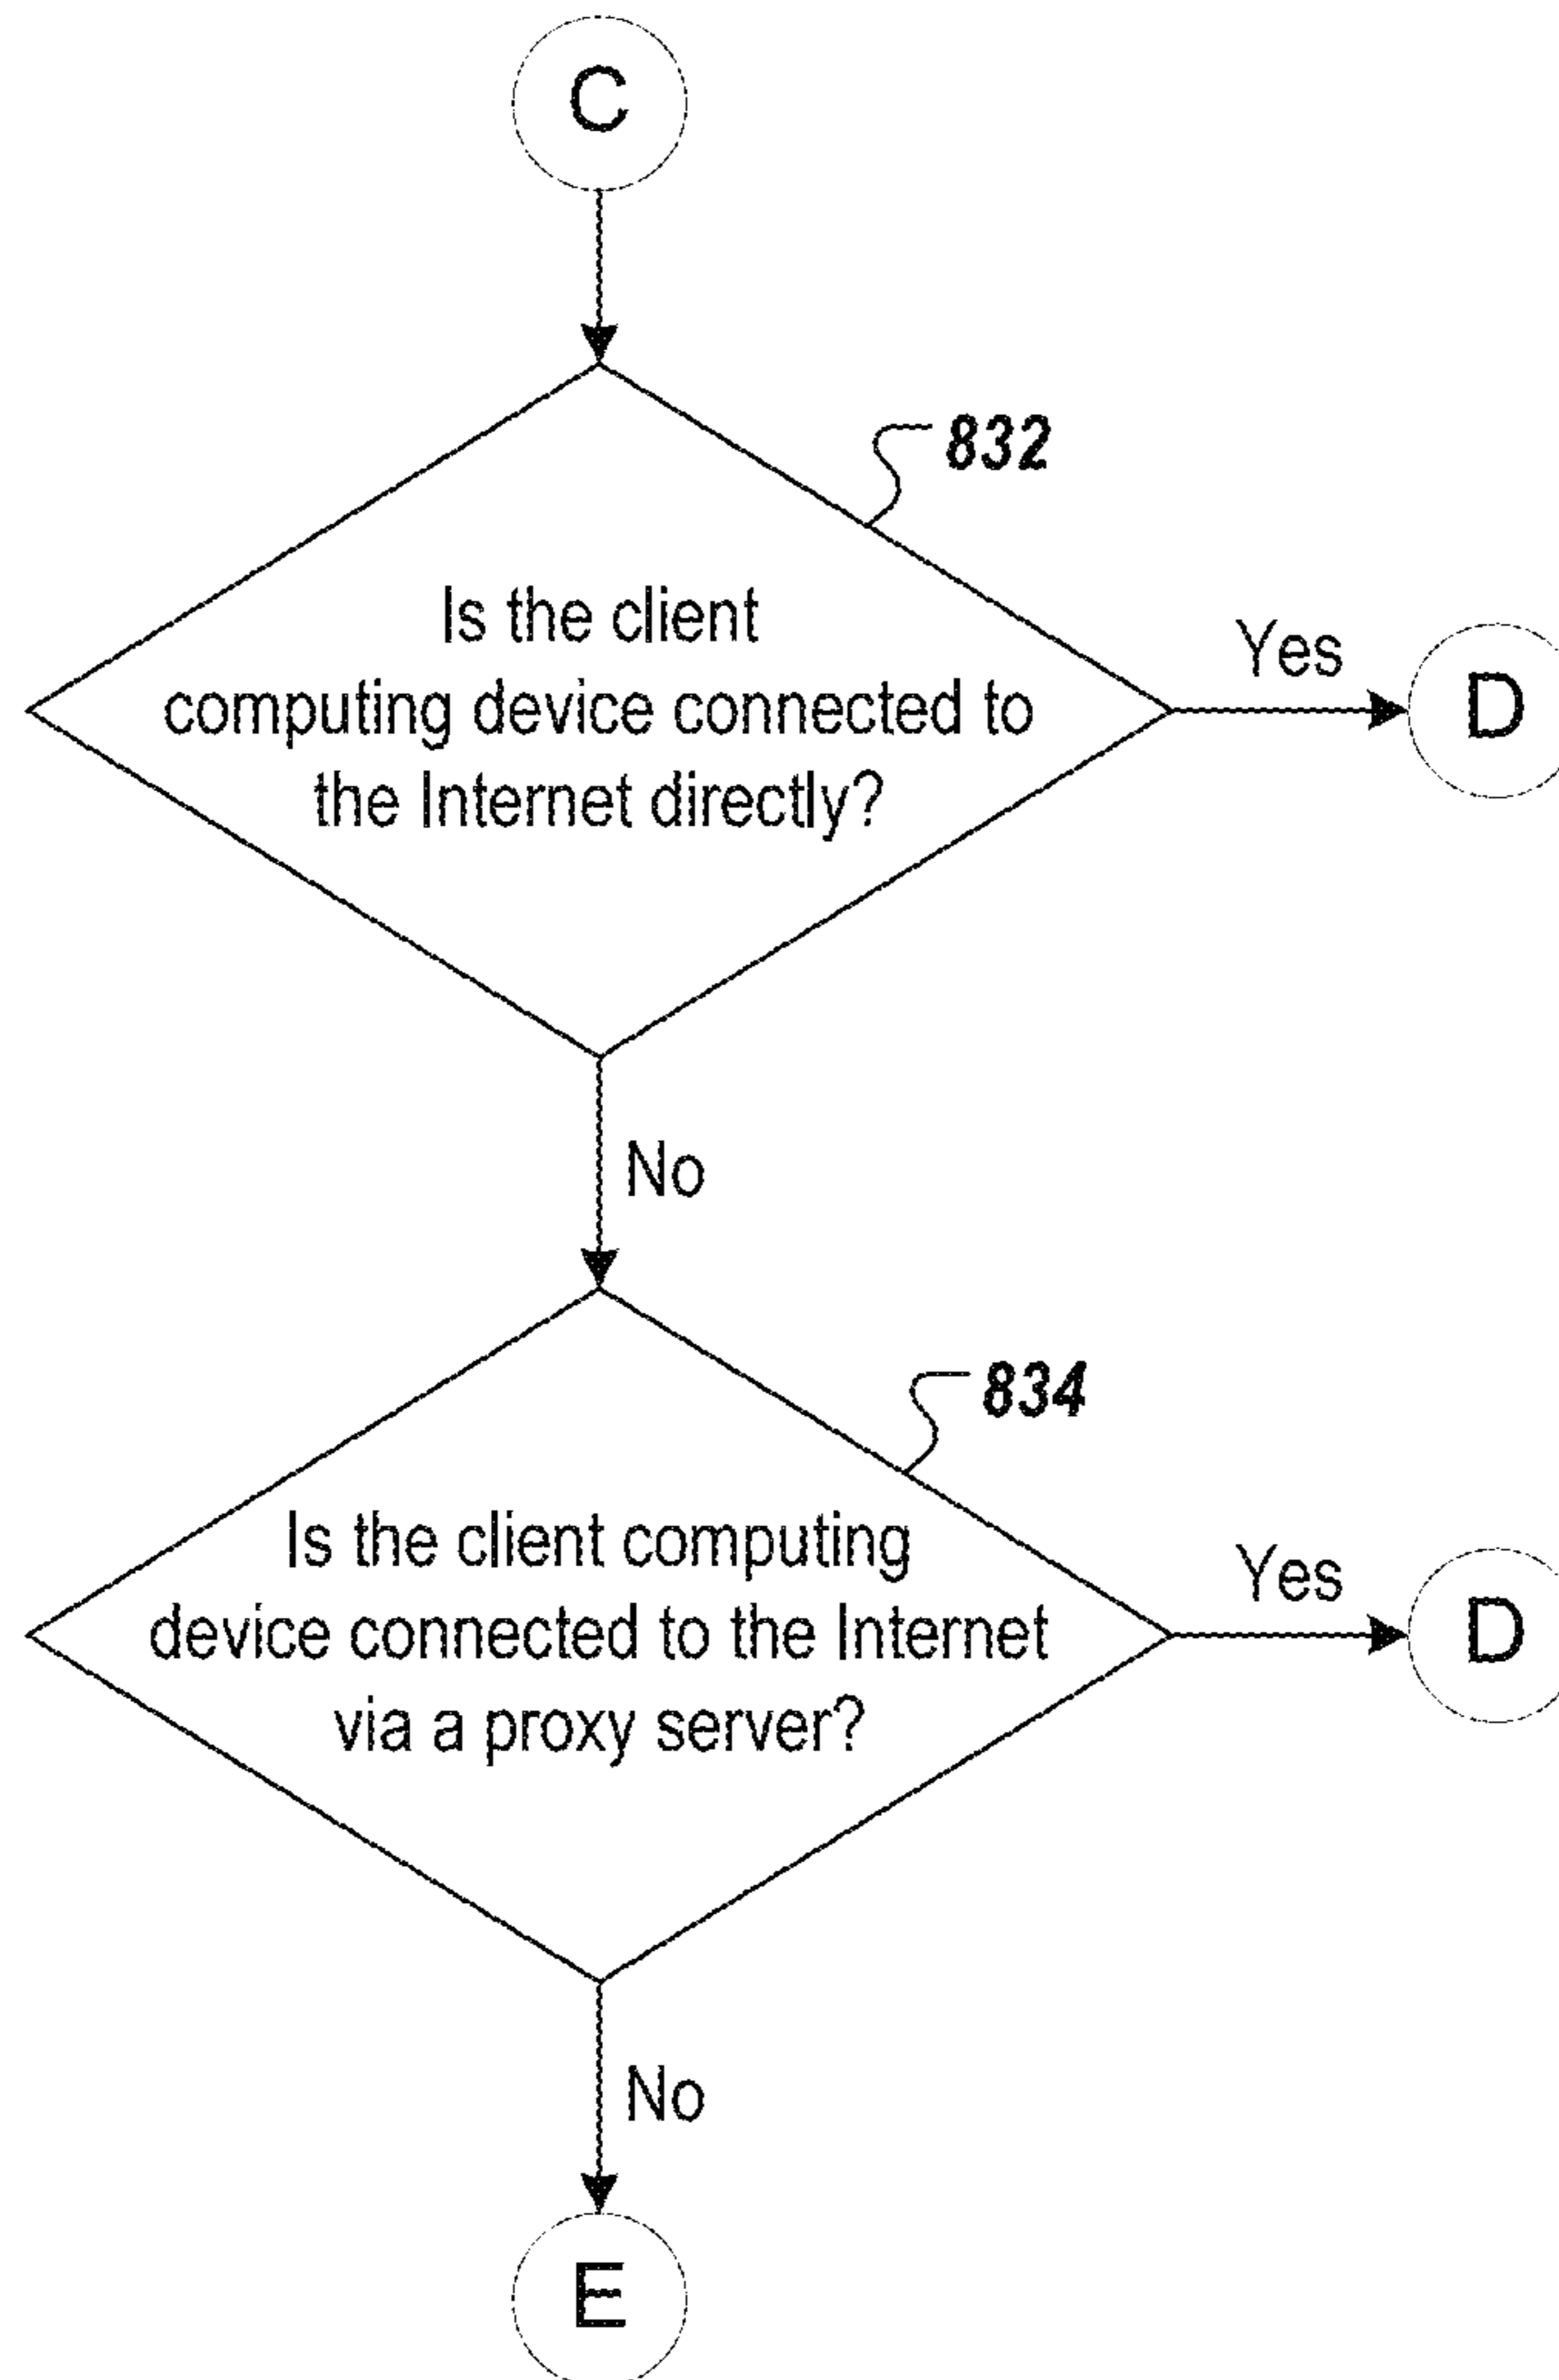 C
832
Is the client
computing device connected to
the Internet directly?
Yes
D
No
834
Is the client computing
device connected to the Internet
via a proxy server?
Yes
D
No
E